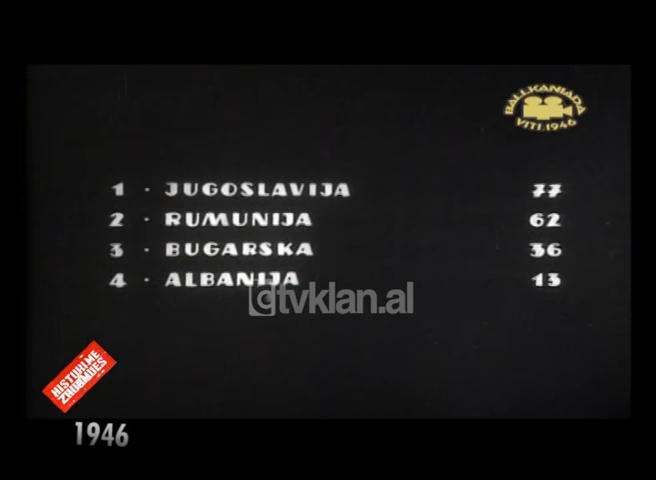 BALLKANIADA
VITI 1946
1 · JUGOSLAVIJA 77
2 · RUMUNIJA 62
3 · BUGARSKA 36
4 · ALBANIJA 13
tvklan.al
HISTORI ME
ZHURMUES
1946